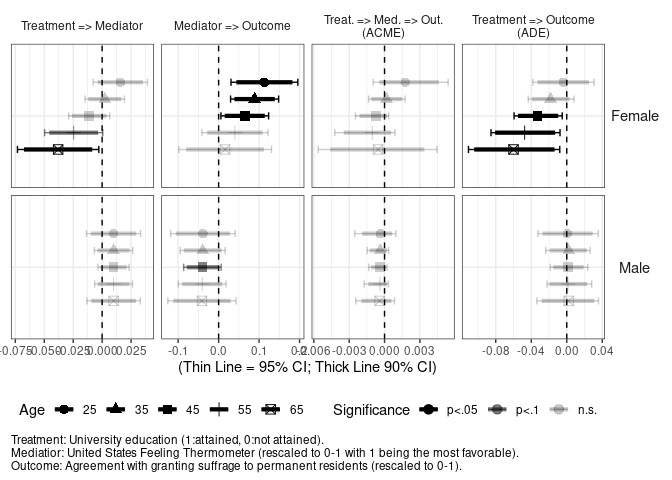 Treatment => Mediator
Mediator => Outcome
Treat. => Med. => Out.
(ACME)
Treatment => Outcome
(ADE)
Female
Male
-0.075 -0.050 -0.025 0.000 0.025
-0.1 0.0 0.1 0.2
-0.006 -0.003 0.000 0.003
-0.08 -0.04 0.00 0.04
(Thin Line = 95% CI; Thick Line 90% CI)
Age 25 35 45 55 65 Significance p<.05 p<.1 n.s.
Treatment: University education (1:attained, 0:not attained).
Mediatior: United States Feeling Thermometer (rescaled to 0-1 with 1 being the most favorable).
Outcome: Agreement with granting suffrage to permanent residents (rescaled to 0-1).